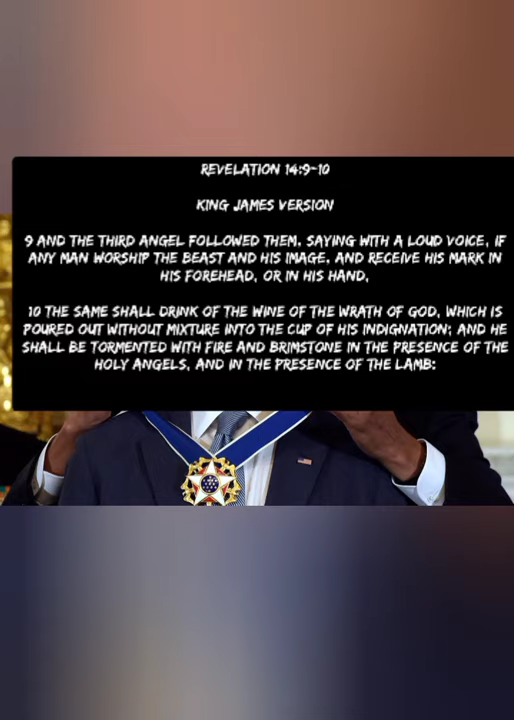 REVELATION 14:9-10
KING JAMES VERSION
9 AND THE THIRD ANGEL FOLLOWED THEM, SAYING WITH A LOUD VOICE, IF
ANY MAN WORSHIP THE BEAST AND HIS IMAGE, AND RECEIVE HIS MARK IN
HIS FOREHEAD, OR IN HIS HAND,
10 THE SAME SHALL DRINK OF THE WINE OF THE WRATH OF GOD, WHICH IS
POURED OUT WITHOUT MIXTURE INTO THE CUP OF HIS INDIGNATION; AND HE
SHALL BE TORMENTED WITH FIRE AND BRIMSTONE IN THE PRESENCE OF THE
HOLY ANGELS, AND IN THE PRESENCE OF THE LAMB: